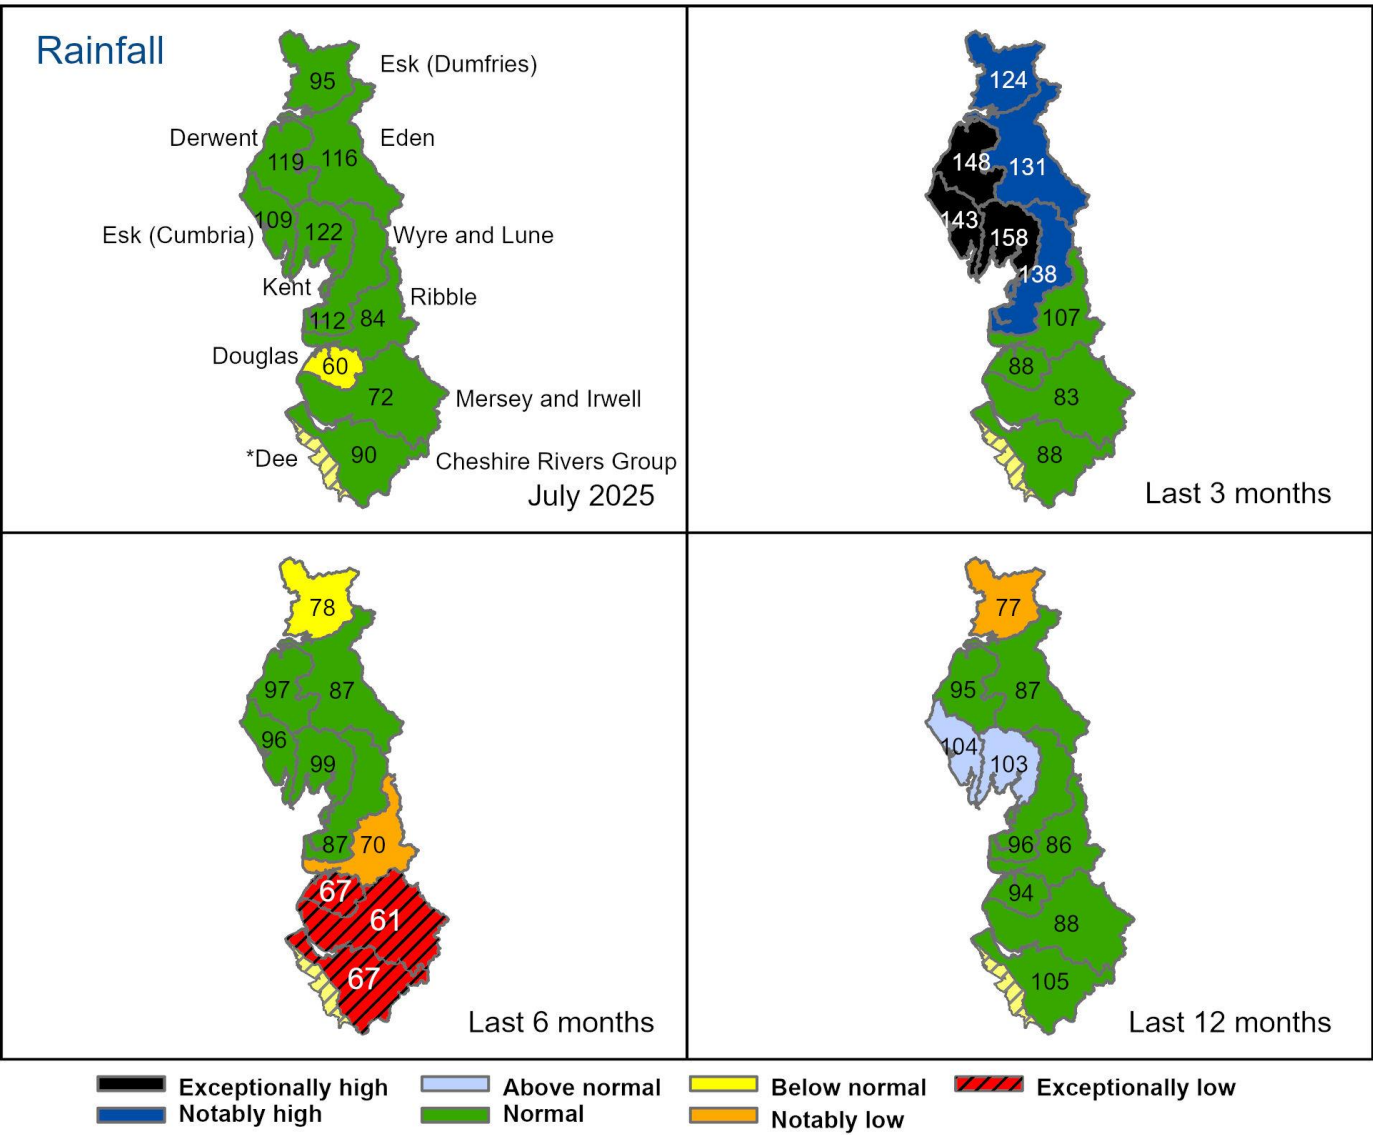 Rainfall
Esk (Dumfries)
95
Derwent
Eden
119
116
Esk (Cumbria)
109
122
Wyre and Lune
Kent
Ribble
112
84
Douglas
60
72
Mersey and Irwell
*Dee
90
Cheshire Rivers Group
July 2025
124
148
131
143
158
138
107
88
83
88
Last 3 months
78
97
87
96
99
87
70
67
61
67
Last 6 months
77
95
87
104
103
96
86
94
88
105
Last 12 months
Exceptionally high
Above normal
Below normal
Exceptionally low
Notably high
Normal
Notably low